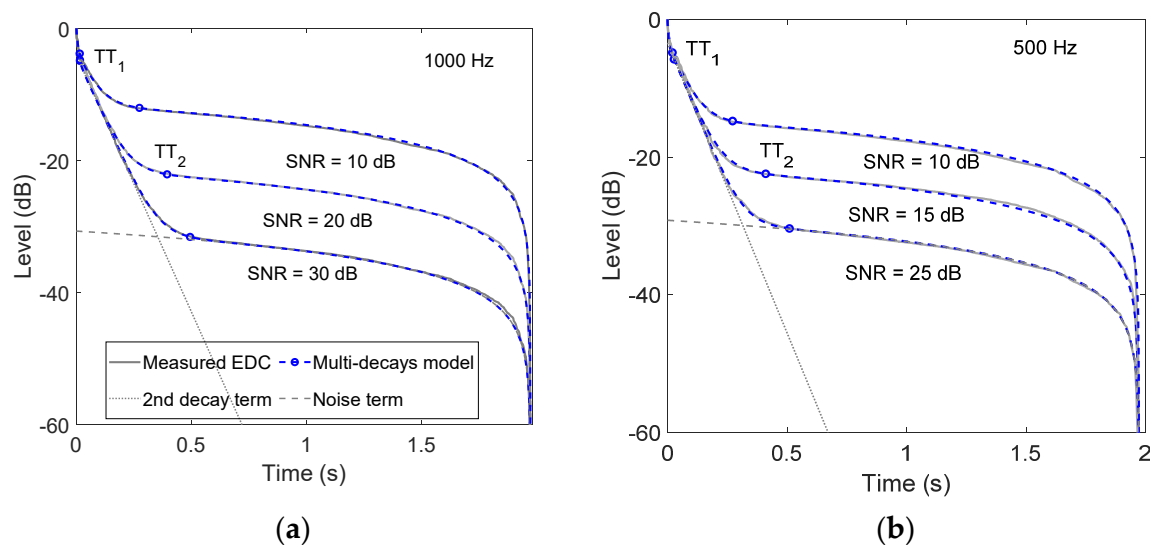 0
-20
-40
-60
Level (dB)
TT1
1000 Hz
TT2
SNR = 10 dB
SNR = 20 dB
SNR = 30 dB
Measured EDC
Multi-decays model
2nd decay term
Noise term
0 0.5 1 1.5
Time (s)
(a)
0
-20
-40
-60
Level (dB)
TT1
500 Hz
TT2
SNR = 10 dB
SNR = 15 dB
SNR = 25 dB
0 0.5 1 1.5 2
Time (s)
(b)